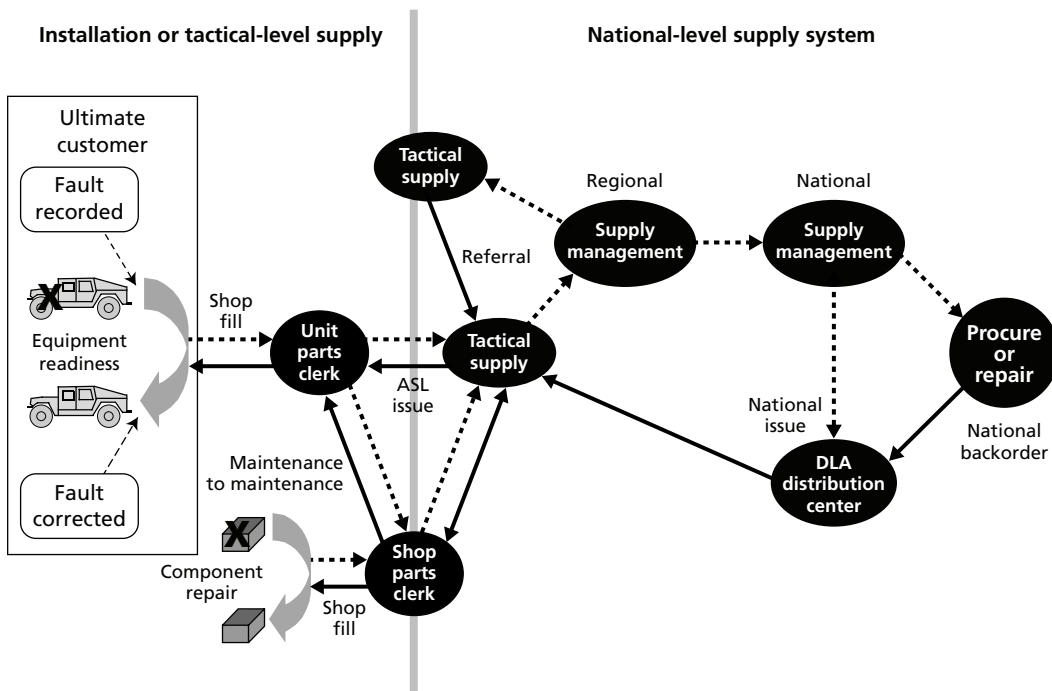 Installation or tactical-level supply
National-level supply system
Ultimate
customer
Fault
recorded
X
Equipment
readiness
Fault
corrected
Shop
fill
Unit
parts
clerk
Maintenance
to maintenance
X
Component
repair
Shop
fill
Shop
parts
clerk
ASL
issue
Tactical
supply
Referral
Tactical
supply
Regional
Supply
management
National
Supply
management
National
issue
DLA
distribution
center
Procure
or
repair
National
backorder